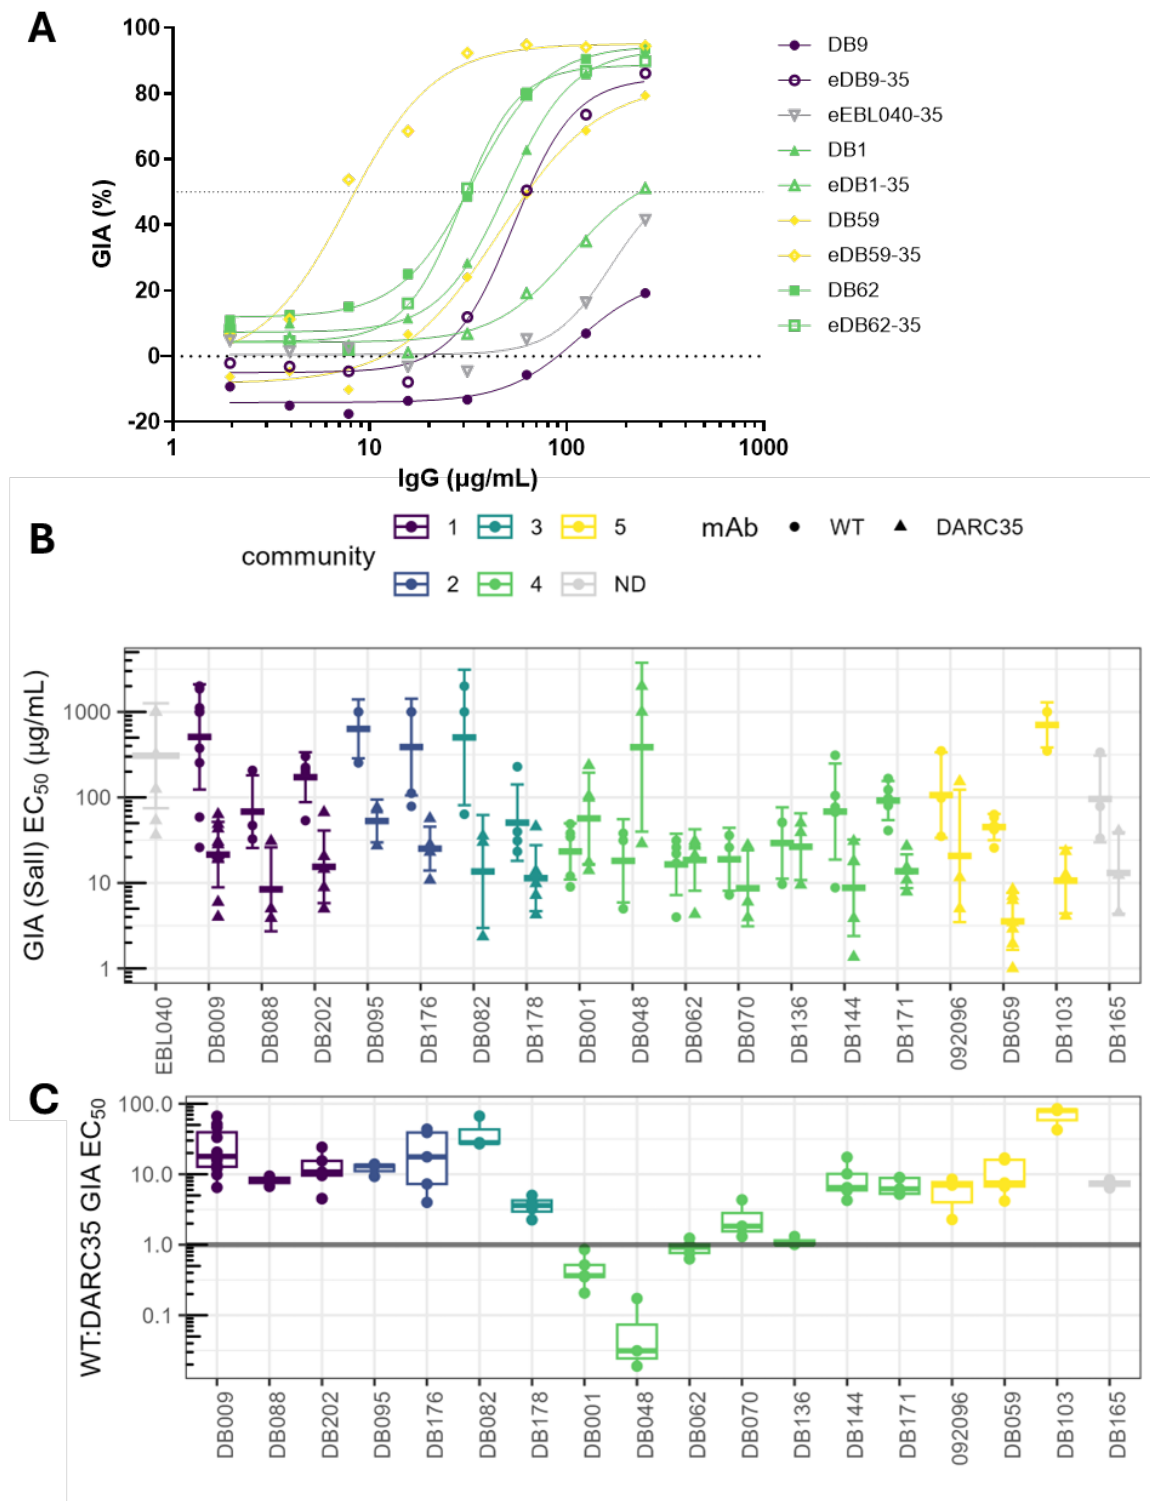 A
100
80
60
40
20
0
-20
GIA (%)
1
10
100
1000
IgG (µg/mL)
DB9
eDB9-35
eEBL040-35
DB1
eDB1-35
DB59
eDB59-35
DB62
eDB62-35
B
community
1
3
5
2
4
ND
mAb
WT
DARC35
GIA (SalI) EC50 (µg/mL)
1000
100
10
1
EBL040
DB009
DB088
DB202
DB095
DB176
DB082
DB178
DB001
DB048
DB062
DB070
DB136
DB144
DB171
092096
DB059
DB103
DB165
C
WT:DARC35 GIA EC50
100.0
10.0
1.0
0.1
DB009
DB088
DB202
DB095
DB176
DB082
DB178
DB001
DB048
DB062
DB070
DB136
DB144
DB171
092096
DB059
DB103
DB165